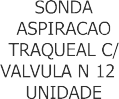 SONDA
ASPIRACAO
TRAQUEAL C/
VALVULA N 12
UNIDADE